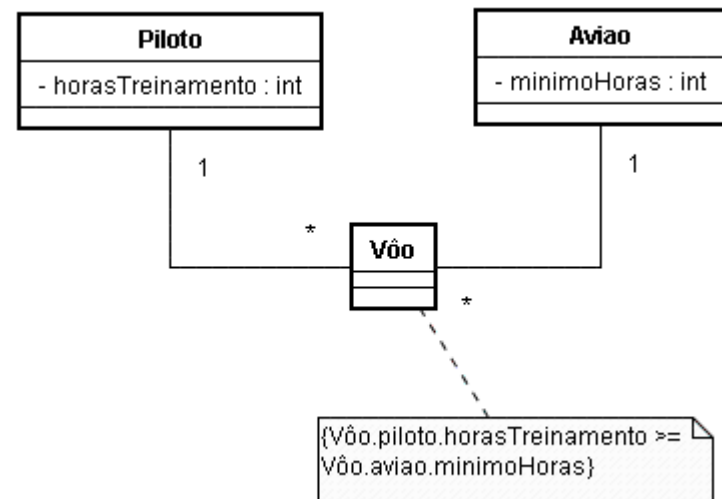 Piloto
- horasTreinamento : int
Aviao
- minimoHoras : int
1
1
*
Vôo
*
{Vôo.piloto.horasTreinamento >=
Vôo.aviao.minimoHoras}